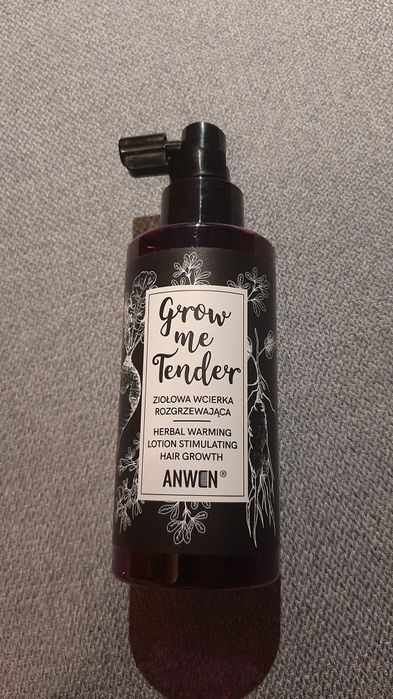 Grow
me
Tender
ZIOŁOWA WCIERKA
ROZGRZEWAJĄCA
HERBAL WARMING
LOTION STIMULATING
HAIR GROWTH
ANWEN®